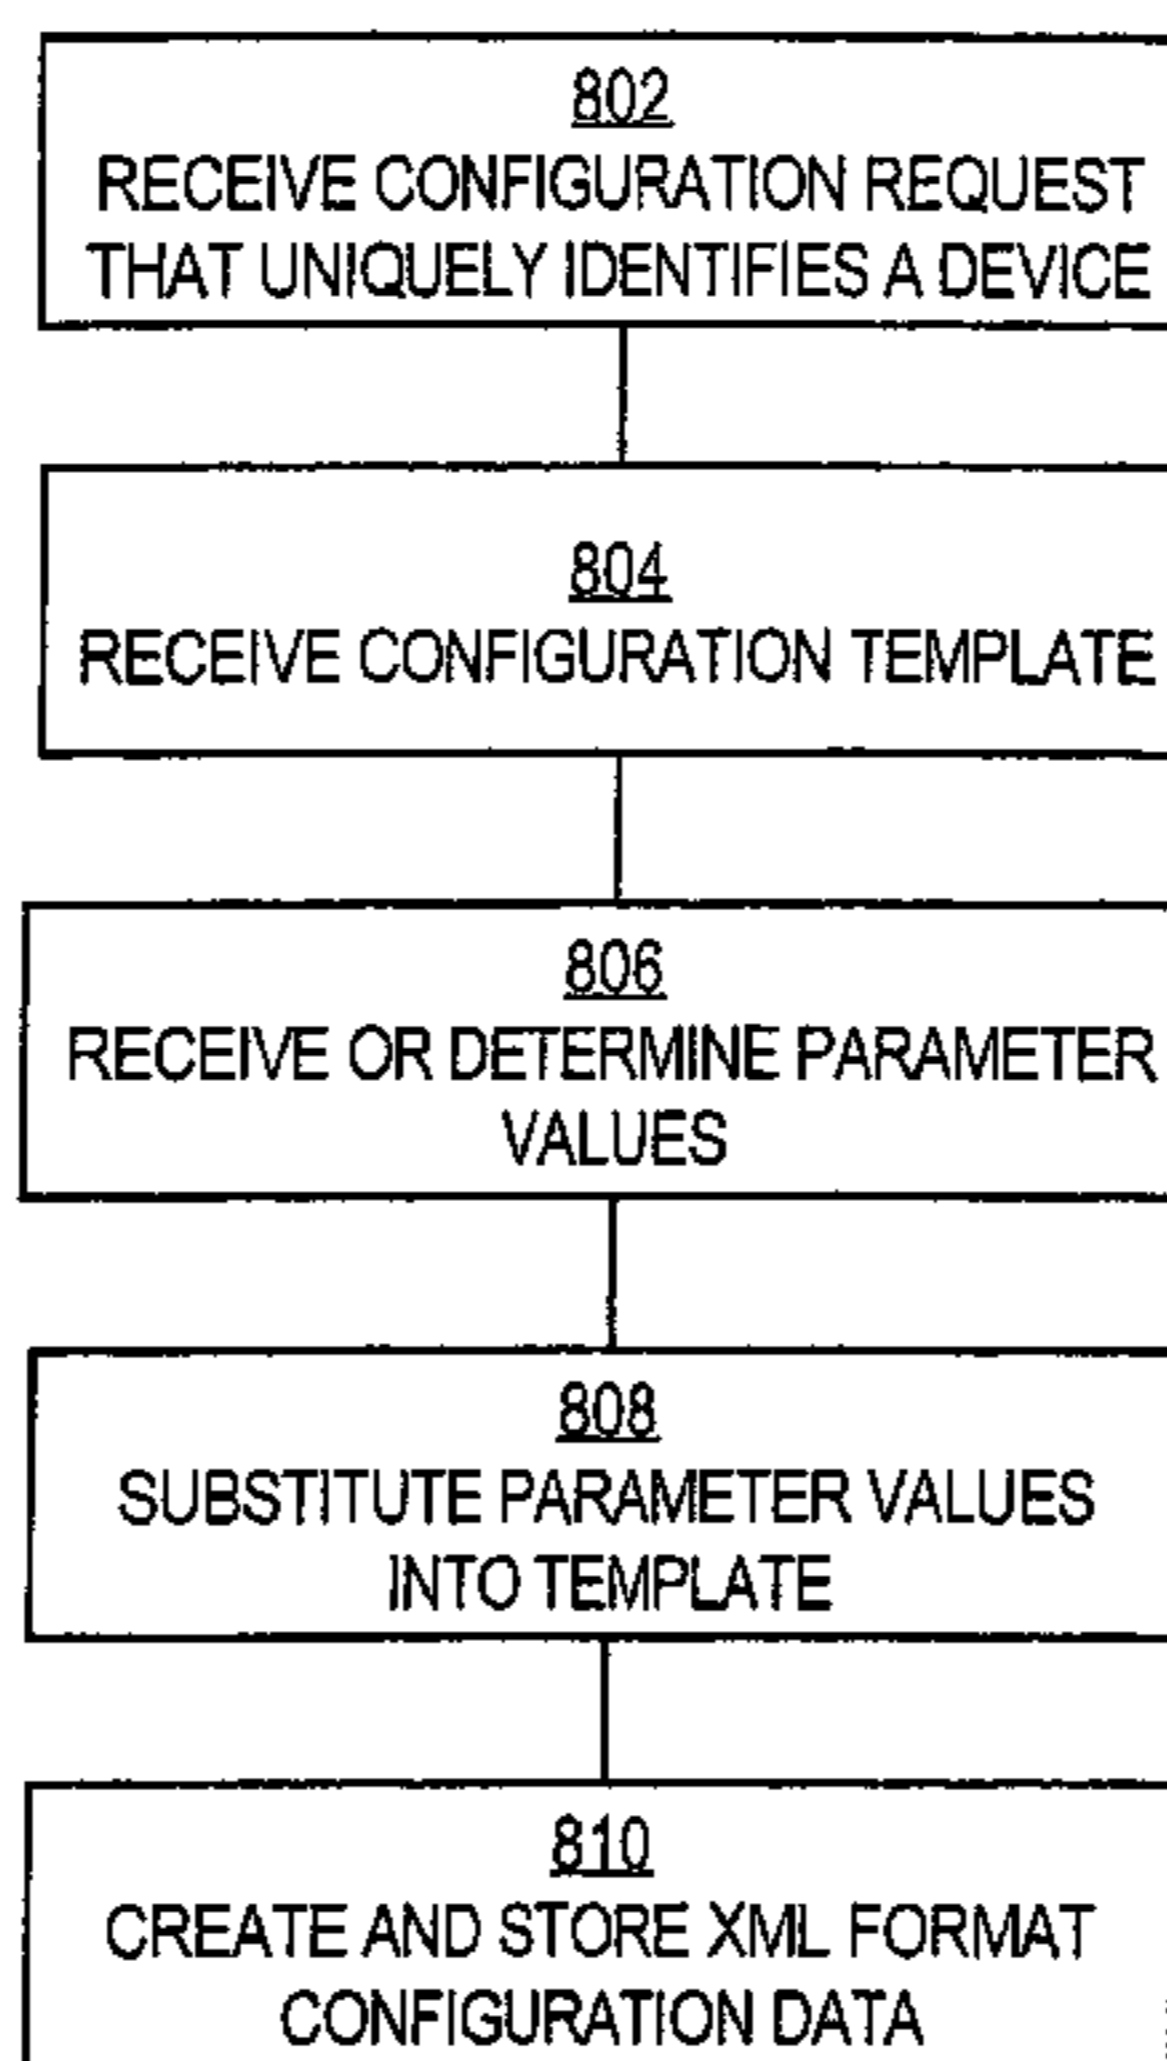 802
RECEIVE CONFIGURATION REQUEST
THAT UNIQUELY IDENTIFIES A DEVICE
804
RECEIVE CONFIGURATION TEMPLATE
806
RECEIVE OR DETERMINE PARAMETER
VALUES
808
SUBSTITUTE PARAMETER VALUES
INTO TEMPLATE
810
CREATE AND STORE XML FORMAT
CONFIGURATION DATA